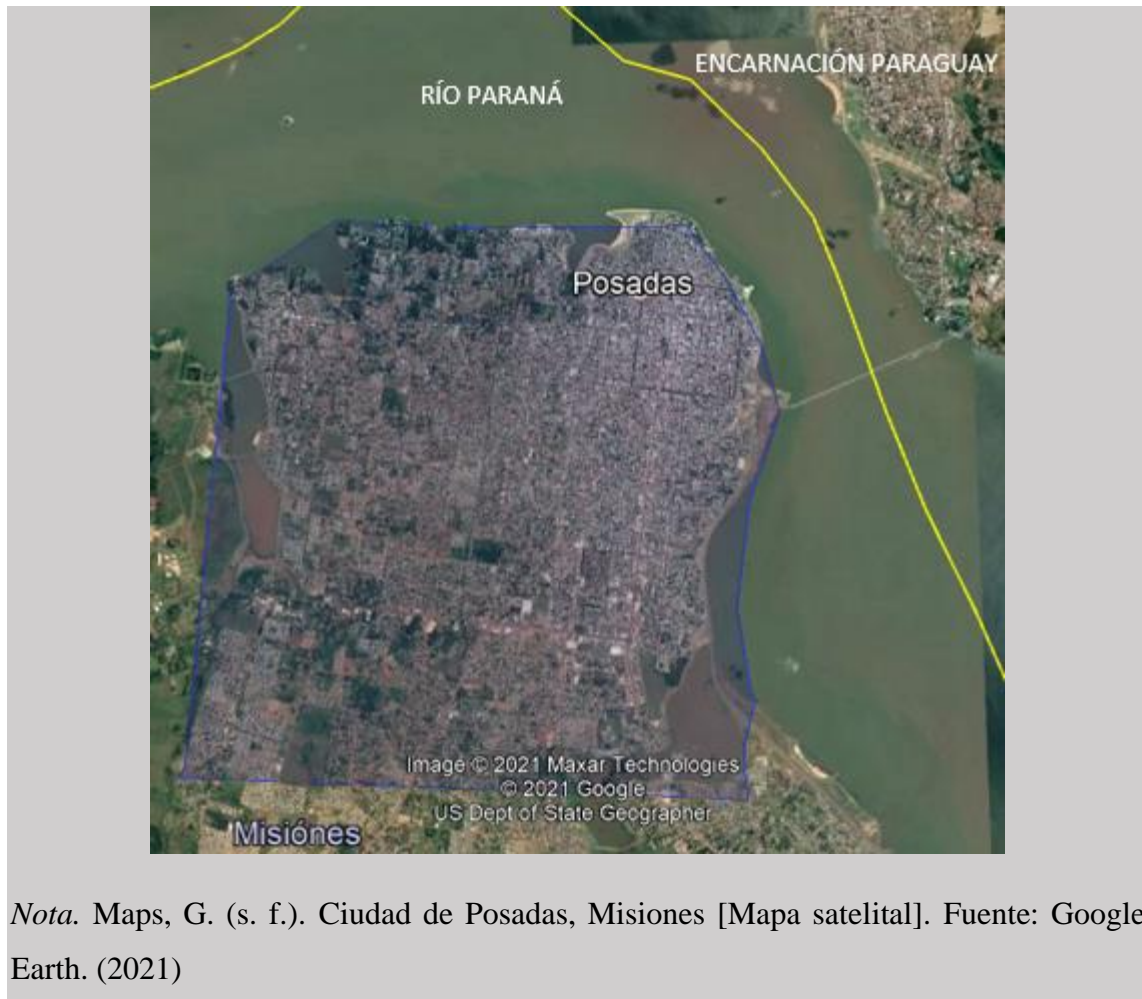 ENCARNACIÓN PARAGUAY
RÍO PARANÁ
Posadas
Image © 2021 Maxar Technologies
© 2021 Google
US Dept of State Geographer
Misiónes
Nota. Maps, G. (s. f.). Ciudad de Posadas, Misiones [Mapa satelital]. Fuente: Google
Earth. (2021)